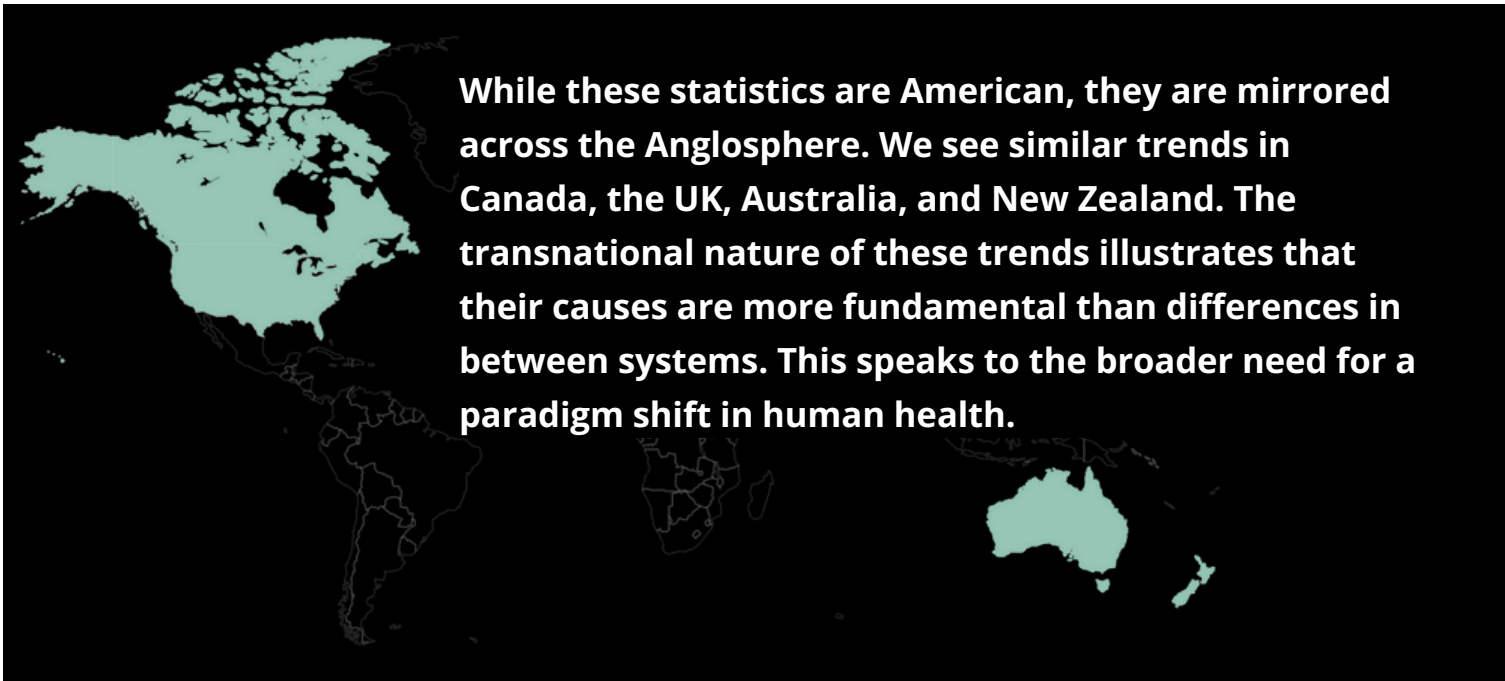 While these statistics are American, they are mirrored
across the Anglosphere. We see similar trends in
Canada, the UK, Australia, and New Zealand. The
transnational nature of these trends illustrates that
their causes are more fundamental than differences in
between systems. This speaks to the broader need for a
paradigm shift in human health.